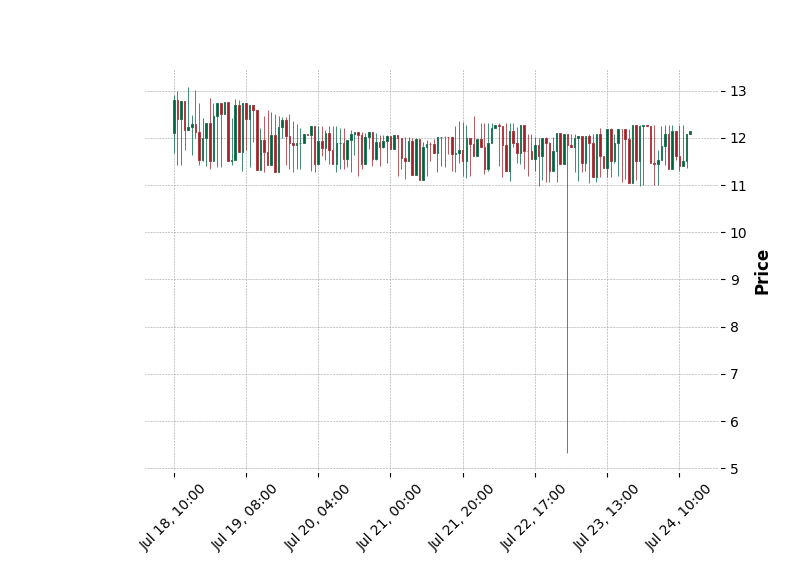 13
12
11
10
9
8
7
6
5
Price
Jul 18, 10:00
Jul 19, 08:00
Jul 20, 04:00
Jul 21, 00:00
Jul 21, 20:00
Jul 22, 17:00
Jul 23, 13:00
Jul 24, 10:00